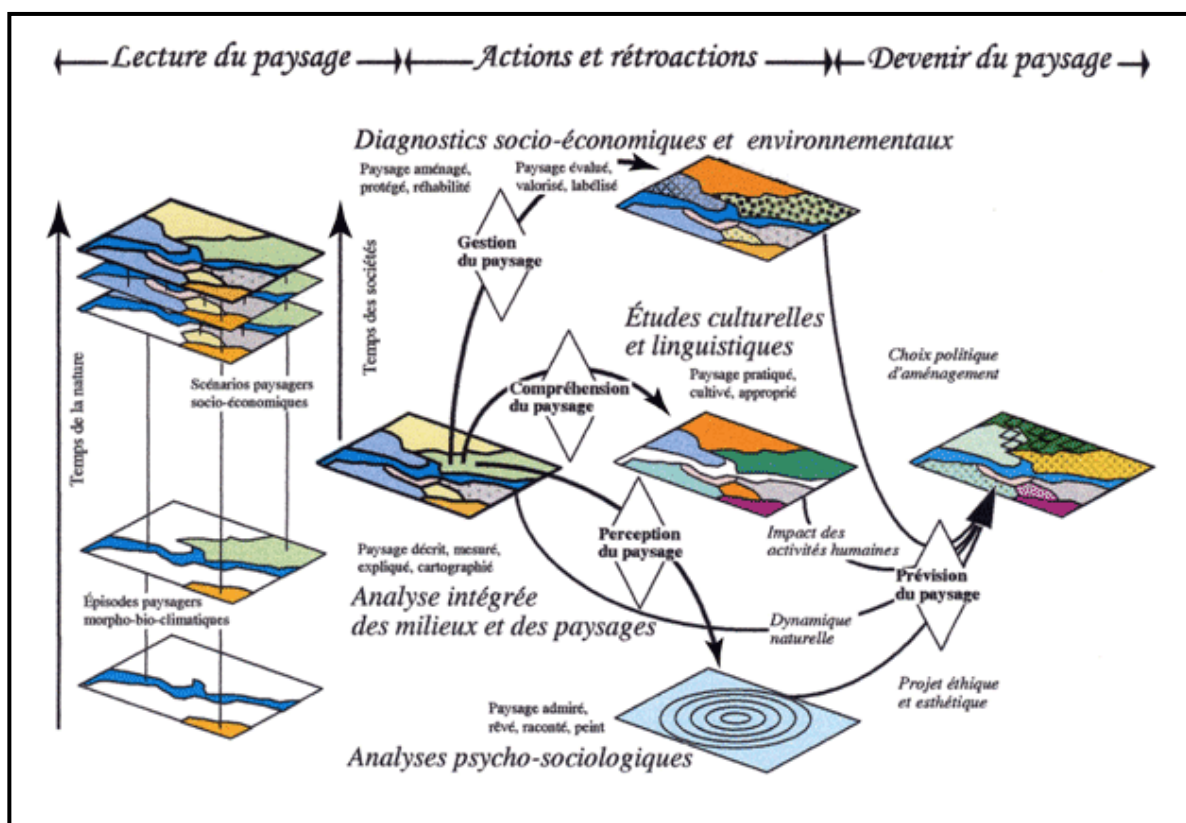 Lecture du paysage
Actions et rétroactions
Devenir du paysage
Diagnostics socio-économiques et environnementaux
Paysage aménagé,
protégé, réhabilité
Paysage évalué,
valorisé, labélisé
Gestion
du paysage
Temps de la nature
Temps des sociétés
Scénarios paysagers
socio-économiques
Études culturelles
et linguistiques
Paysage pratiqué,
cultivé, approprié
Compréhension
du paysage
Choix politique
d'aménagement
Perception
du paysage
Impact des
activités humaines
Prévision
du paysage
Paysage décrit, mesuré,
expliqué, cartographié
Analyse intégrée
des milieux et des paysages
Épisodes paysagers
morpho-bio-climatiques
Dynamique
naturelle
Projet éthique
et esthétique
Paysage admiré,
rêvé, raconté, peint
Analyses psycho-sociologiques